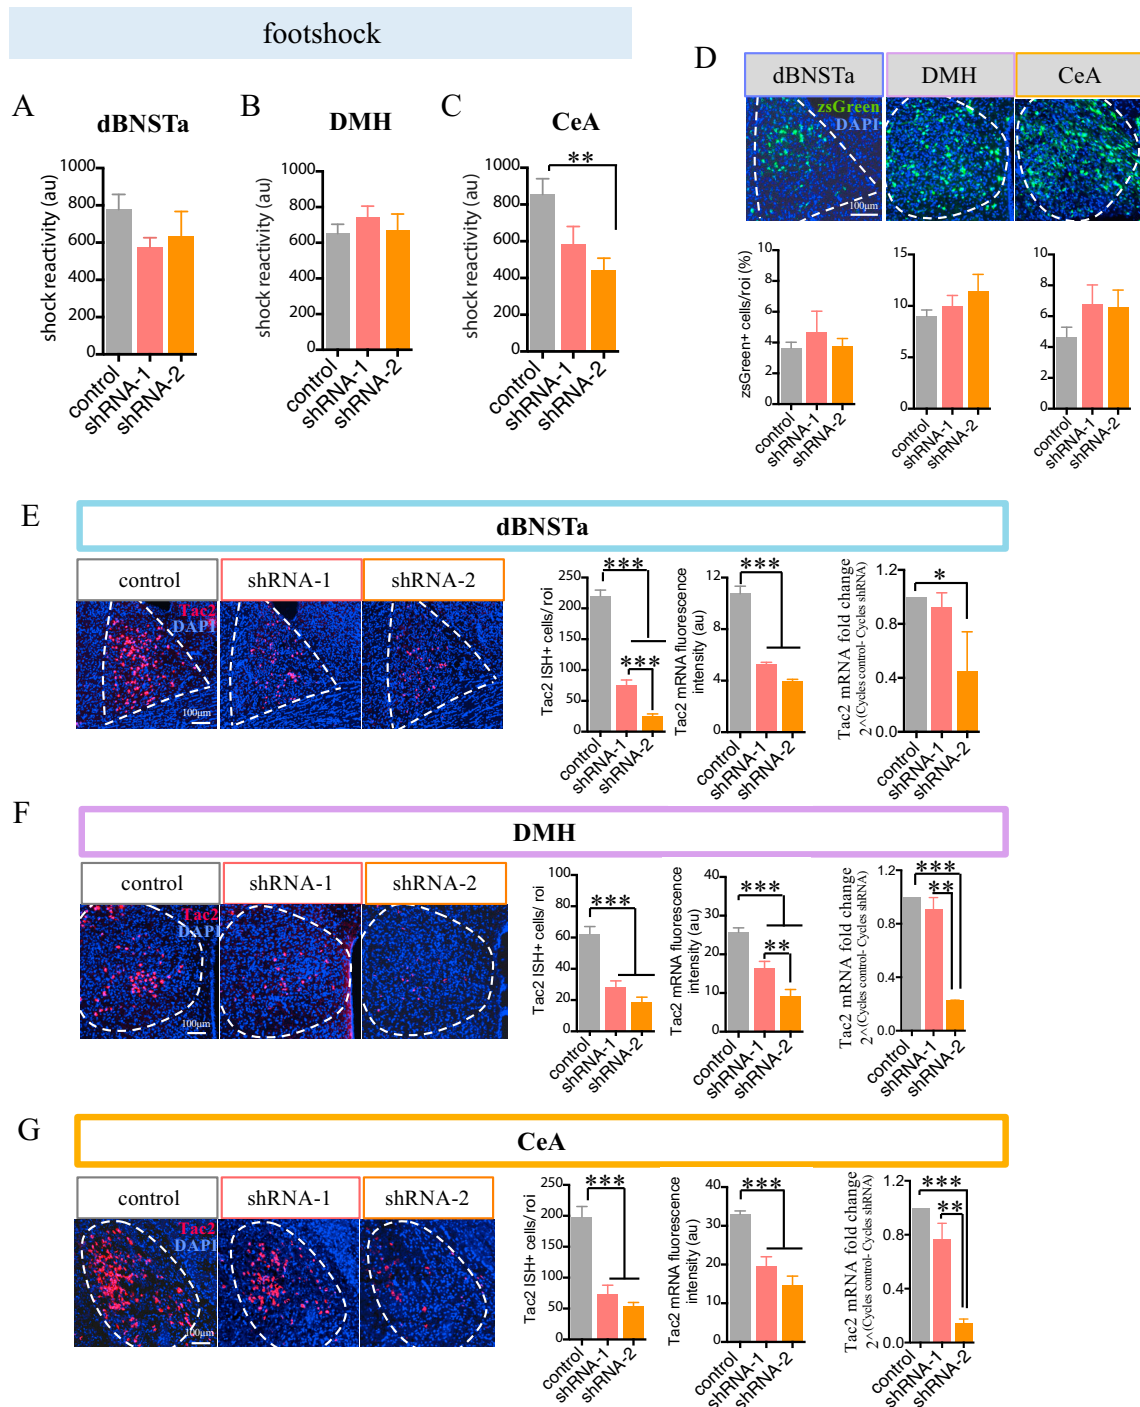 footshock
A
dBNSTa
shock reactivity (au)
1000
800
600
400
200
0
control
shRNA-1
shRNA-2
B
DMH
shock reactivity (au)
1000
800
600
400
200
0
control
shRNA-1
shRNA-2
C
CeA
shock reactivity (au)
1000
800
600
400
200
0
**
control
shRNA-1
shRNA-2
D
dBNSTa
DMH
CeA
zsGreen
DAPI
100µm
zsGreen+ cells/roi (%)
10
8
6
4
2
0
control
shRNA-1
shRNA-2
15
10
5
0
control
shRNA-1
shRNA-2
10
8
6
4
2
0
control
shRNA-1
shRNA-2
E
dBNSTa
control
shRNA-1
shRNA-2
Tac2
DAPI
100µm
Tac2 ISH+ cells/ roi
250
200
150
100
50
0
***
***
control
shRNA-1
shRNA-2
Tac2 mRNA fluorescence
intensity (au)
12
8
4
0
***
control
shRNA-1
shRNA-2
Tac2 mRNA fold change
2^(Cycles control- Cycles shRNA)
1.2
0.8
0.4
0.0
*
control
shRNA-1
shRNA-2
F
DMH
control
shRNA-1
shRNA-2
Tac2
DAPI
100µm
Tac2 ISH+ cells/ roi
100
80
60
40
20
0
***
control
shRNA-1
shRNA-2
Tac2 mRNA fluorescence
intensity (au)
40
30
20
10
0
***
**
control
shRNA-1
shRNA-2
Tac2 mRNA fold change
2^(Cycles control- Cycles shRNA)
1.2
0.8
0.4
0.0
***
**
control
shRNA-1
shRNA-2
G
CeA
control
shRNA-1
shRNA-2
Tac2
DAPI
100µm
Tac2 ISH+ cells/ roi
250
200
150
100
50
0
***
control
shRNA-1
shRNA-2
Tac2 mRNA fluorescence
intensity (au)
40
30
20
10
0
***
control
shRNA-1
shRNA-2
Tac2 mRNA fold change
2^(Cycles control- Cycles shRNA)
1.2
0.8
0.4
0.0
***
**
control
shRNA-1
shRNA-2